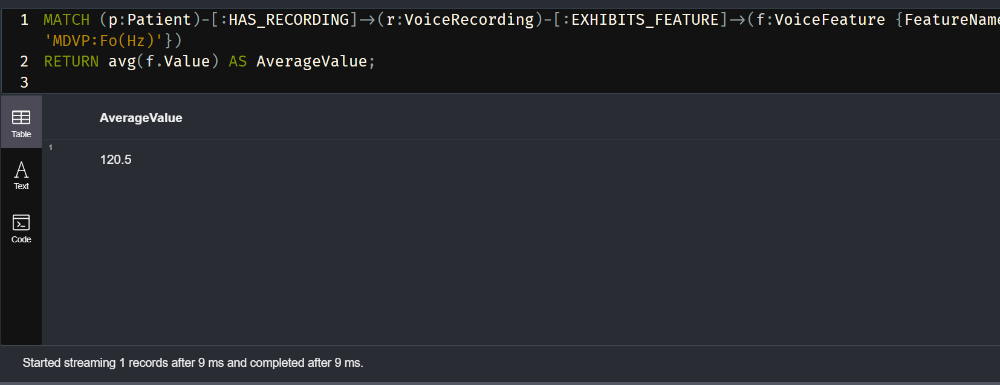 1 MATCH (p:Patient)-[:HAS_RECORDING]→(r:VoiceRecording)-[:EXHIBITS_FEATURE]→(f:VoiceFeature {FeatureName
'MDVP:Fo(Hz)'})
2 RETURN avg(f.Value) AS AverageValue;
3
AverageValue
Table
1
120.5
Text
Code
Started streaming 1 records after 9 ms and completed after 9 ms.